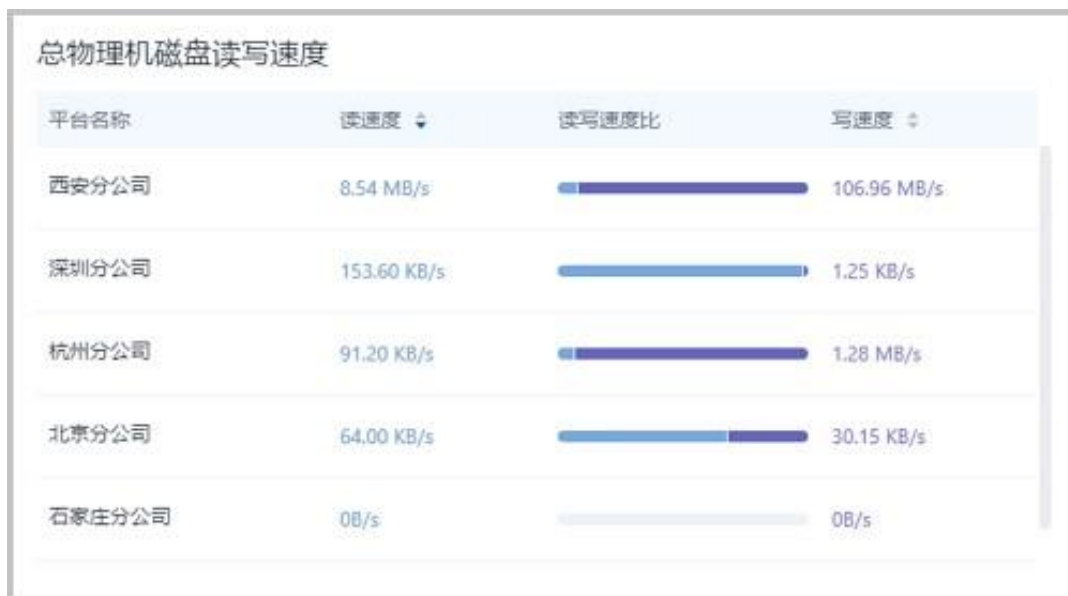 总物理机磁盘读写速度
平台名称 读速度 读写速度比 写速度
西安分公司 8.54 MB/s 106.96 MB/s
深圳分公司 153.60 KB/s 1.25 KB/s
杭州分公司 91.20 KB/s 1.28 MB/s
北京分公司 64.00 KB/s 30.15 KB/s
石家庄分公司 0B/s 0B/s